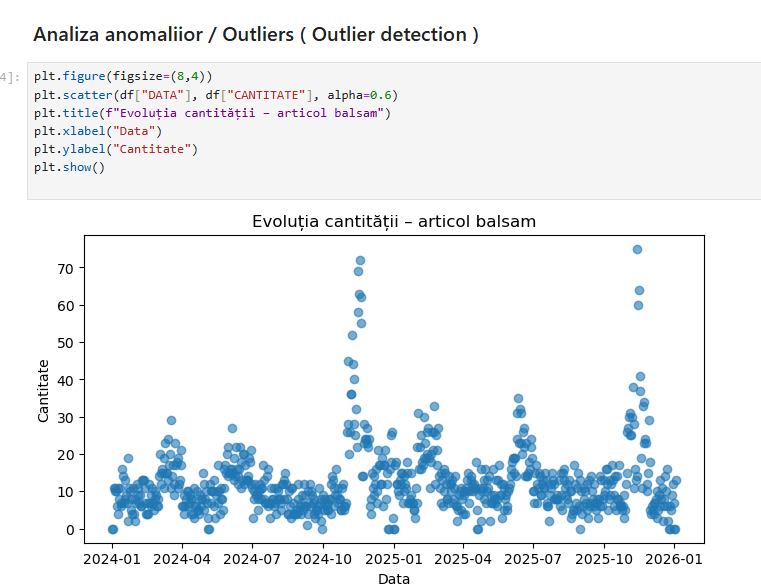 Analiza anomaliior / Outliers ( Outlier detection )
4]:
plt.figure(figsize=(8,4))
plt.scatter(df["DATA"], df["CANTITATE"], alpha=0.6)
plt.title(f"Evoluția cantității – articol balsam")
plt.xlabel("Data")
plt.ylabel("Cantitate")
plt.show()
Evoluția cantității – articol balsam
Cantitate
70
60
50
40
30
20
10
0
2024-01 2024-04 2024-07 2024-10 2025-01 2025-04 2025-07 2025-10 2026-01
Data